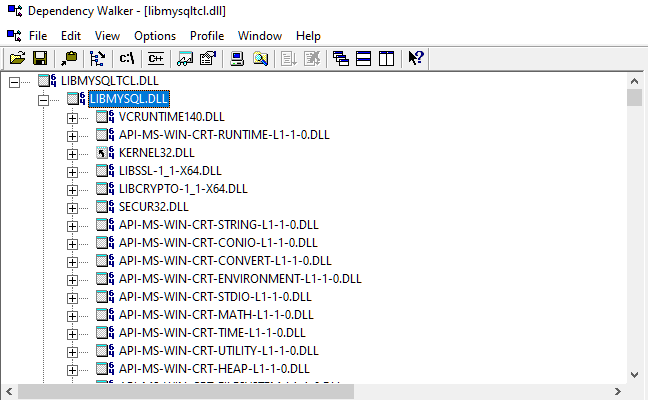 Dependency Walker - [libmysqltcl.dll]
File Edit View Options Profile Window Help
c:\ C++
LIBMYSQLTCL.DLL
LIBMYSQL.DLL
VCRUNTIME140.DLL
API-MS-WIN-CRT-RUNTIME-L1-1-0.DLL
KERNEL32.DLL
LIBSSL-1_1-X64.DLL
LIBCRYPTO-1_1-X64.DLL
SECUR32.DLL
API-MS-WIN-CRT-STRING-L1-1-0.DLL
API-MS-WIN-CRT-CONIO-L1-1-0.DLL
API-MS-WIN-CRT-CONVERT-L1-1-0.DLL
API-MS-WIN-CRT-ENVIRONMENT-L1-1-0.DLL
API-MS-WIN-CRT-STDIO-L1-1-0.DLL
API-MS-WIN-CRT-MATH-L1-1-0.DLL
API-MS-WIN-CRT-TIME-L1-1-0.DLL
API-MS-WIN-CRT-UTILITY-L1-1-0.DLL
API-MS-WIN-CRT-HEAP-L1-1-0.DLL